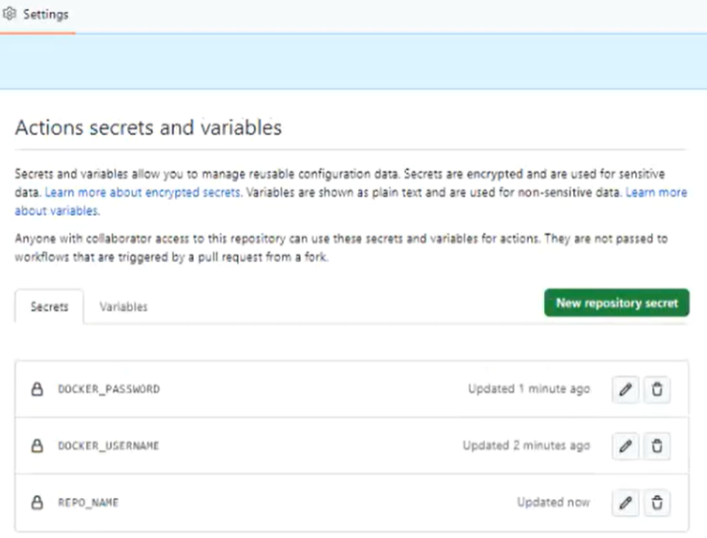 Settings
Actions secrets and variables
Secrets and variables allow you to manage reusable configuration data. Secrets are encrypted and are used for sensitive
data. Learn more about encrypted secrets. Variables are shown as plain text and are used for non-sensitive data. Learn more
about variables.
Anyone with collaborator access to this repository can use these secrets and variables for actions. They are not passed to
workflows that are triggered by a pull request from a fork.
Secrets Variables New repository secret
DOCKER_PASSWORD Updated 1 minute ago
DOCKER_USERNAME Updated 2 minutes ago
REPO_NAME Updated now